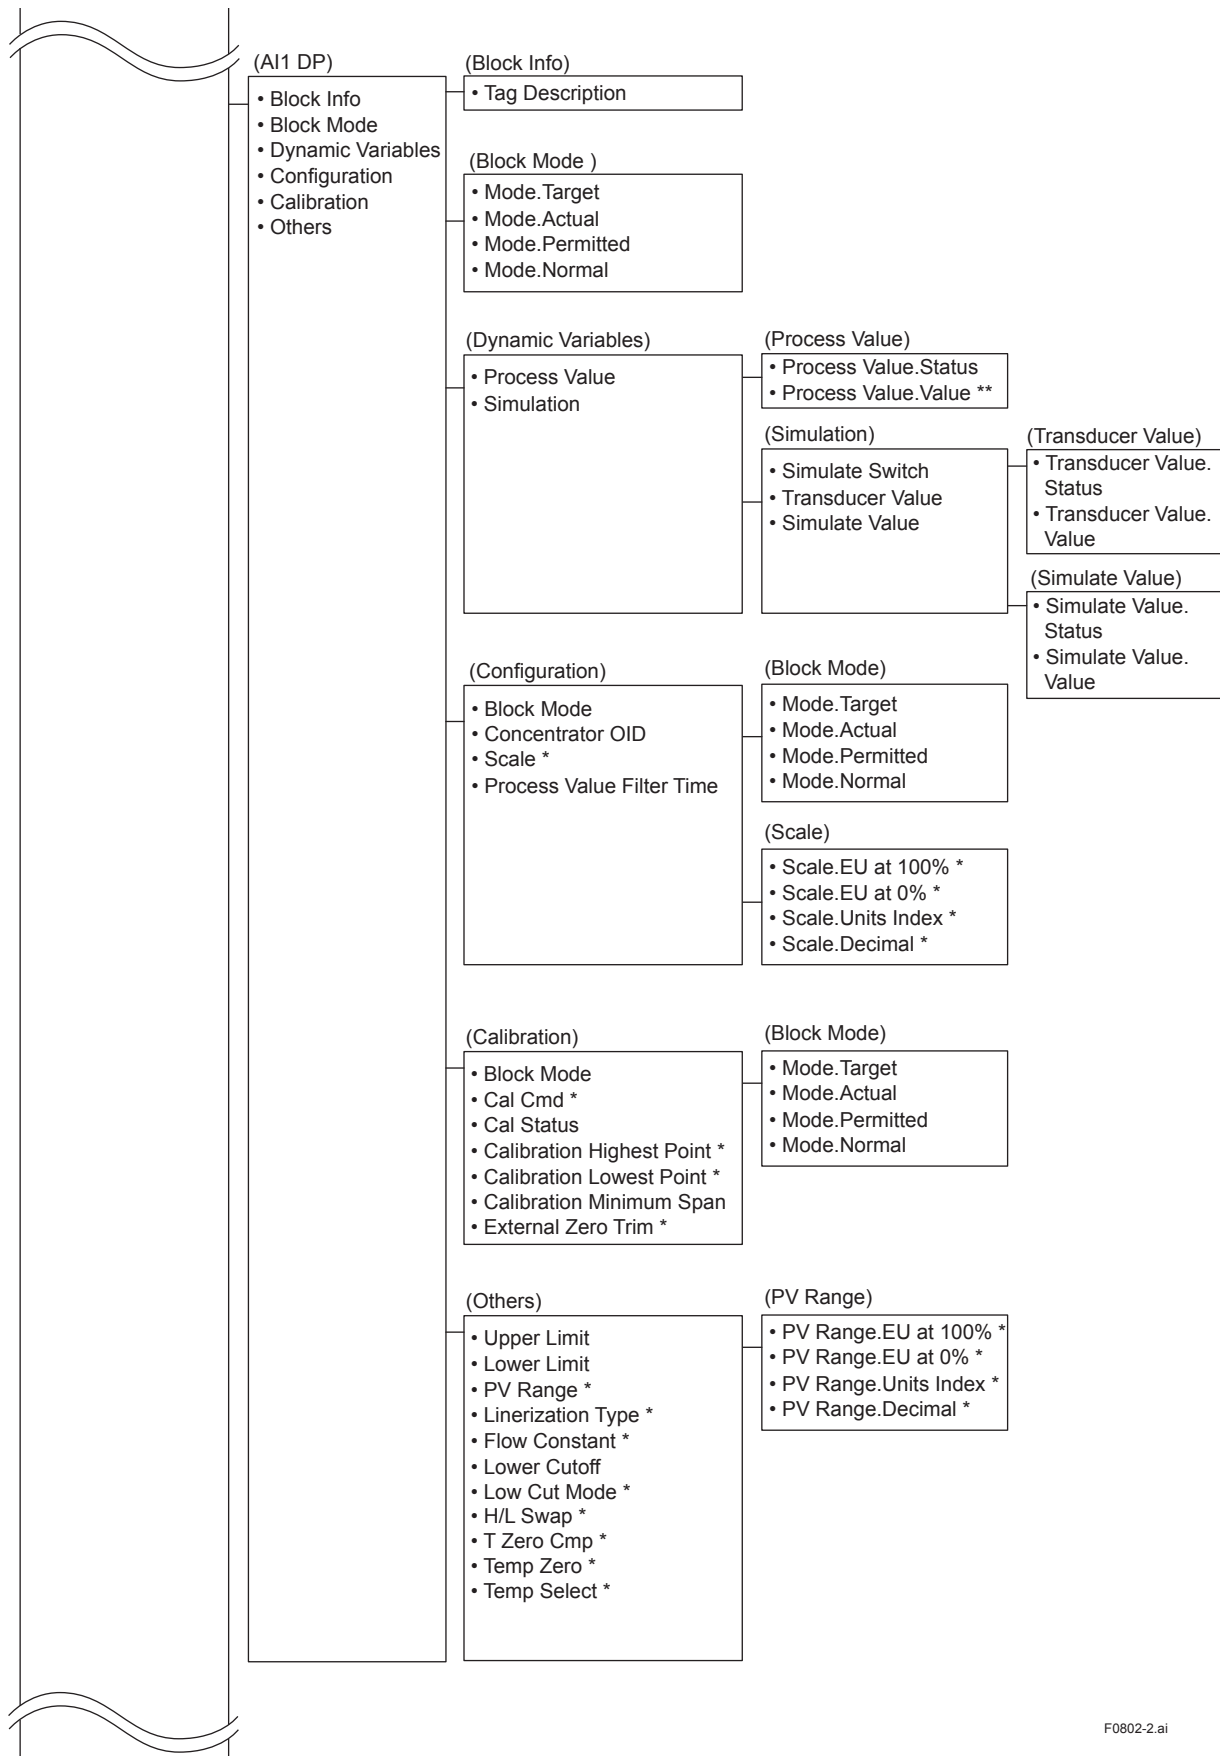 (AI1 DP)
• Block Info
• Block Mode
• Dynamic Variables
• Configuration
• Calibration
• Others
(Block Info)
• Tag Description
(Block Mode )
• Mode.Target
• Mode.Actual
• Mode.Permitted
• Mode.Normal
(Dynamic Variables)
• Process Value
• Simulation
(Process Value)
• Process Value.Status
• Process Value.Value **
(Simulation)
• Simulate Switch
• Transducer Value
• Simulate Value
(Transducer Value)
• Transducer Value.
Status
• Transducer Value.
Value
(Simulate Value)
• Simulate Value.
Status
• Simulate Value.
Value
(Configuration)
• Block Mode
• Concentrator OID
• Scale *
• Process Value Filter Time
(Block Mode)
• Mode.Target
• Mode.Actual
• Mode.Permitted
• Mode.Normal
(Scale)
• Scale.EU at 100% *
• Scale.EU at 0% *
• Scale.Units Index *
• Scale.Decimal *
(Calibration)
• Block Mode
• Cal Cmd *
• Cal Status
• Calibration Highest Point *
• Calibration Lowest Point *
• Calibration Minimum Span
• External Zero Trim *
(Block Mode)
• Mode.Target
• Mode.Actual
• Mode.Permitted
• Mode.Normal
(Others)
• Upper Limit
• Lower Limit
• PV Range *
• Linerization Type *
• Flow Constant *
• Lower Cutoff
• Low Cut Mode *
• H/L Swap *
• T Zero Cmp *
• Temp Zero *
• Temp Select *
(PV Range)
• PV Range.EU at 100% *
• PV Range.EU at 0% *
• PV Range.Units Index *
• PV Range.Decimal *
F0802-2.ai